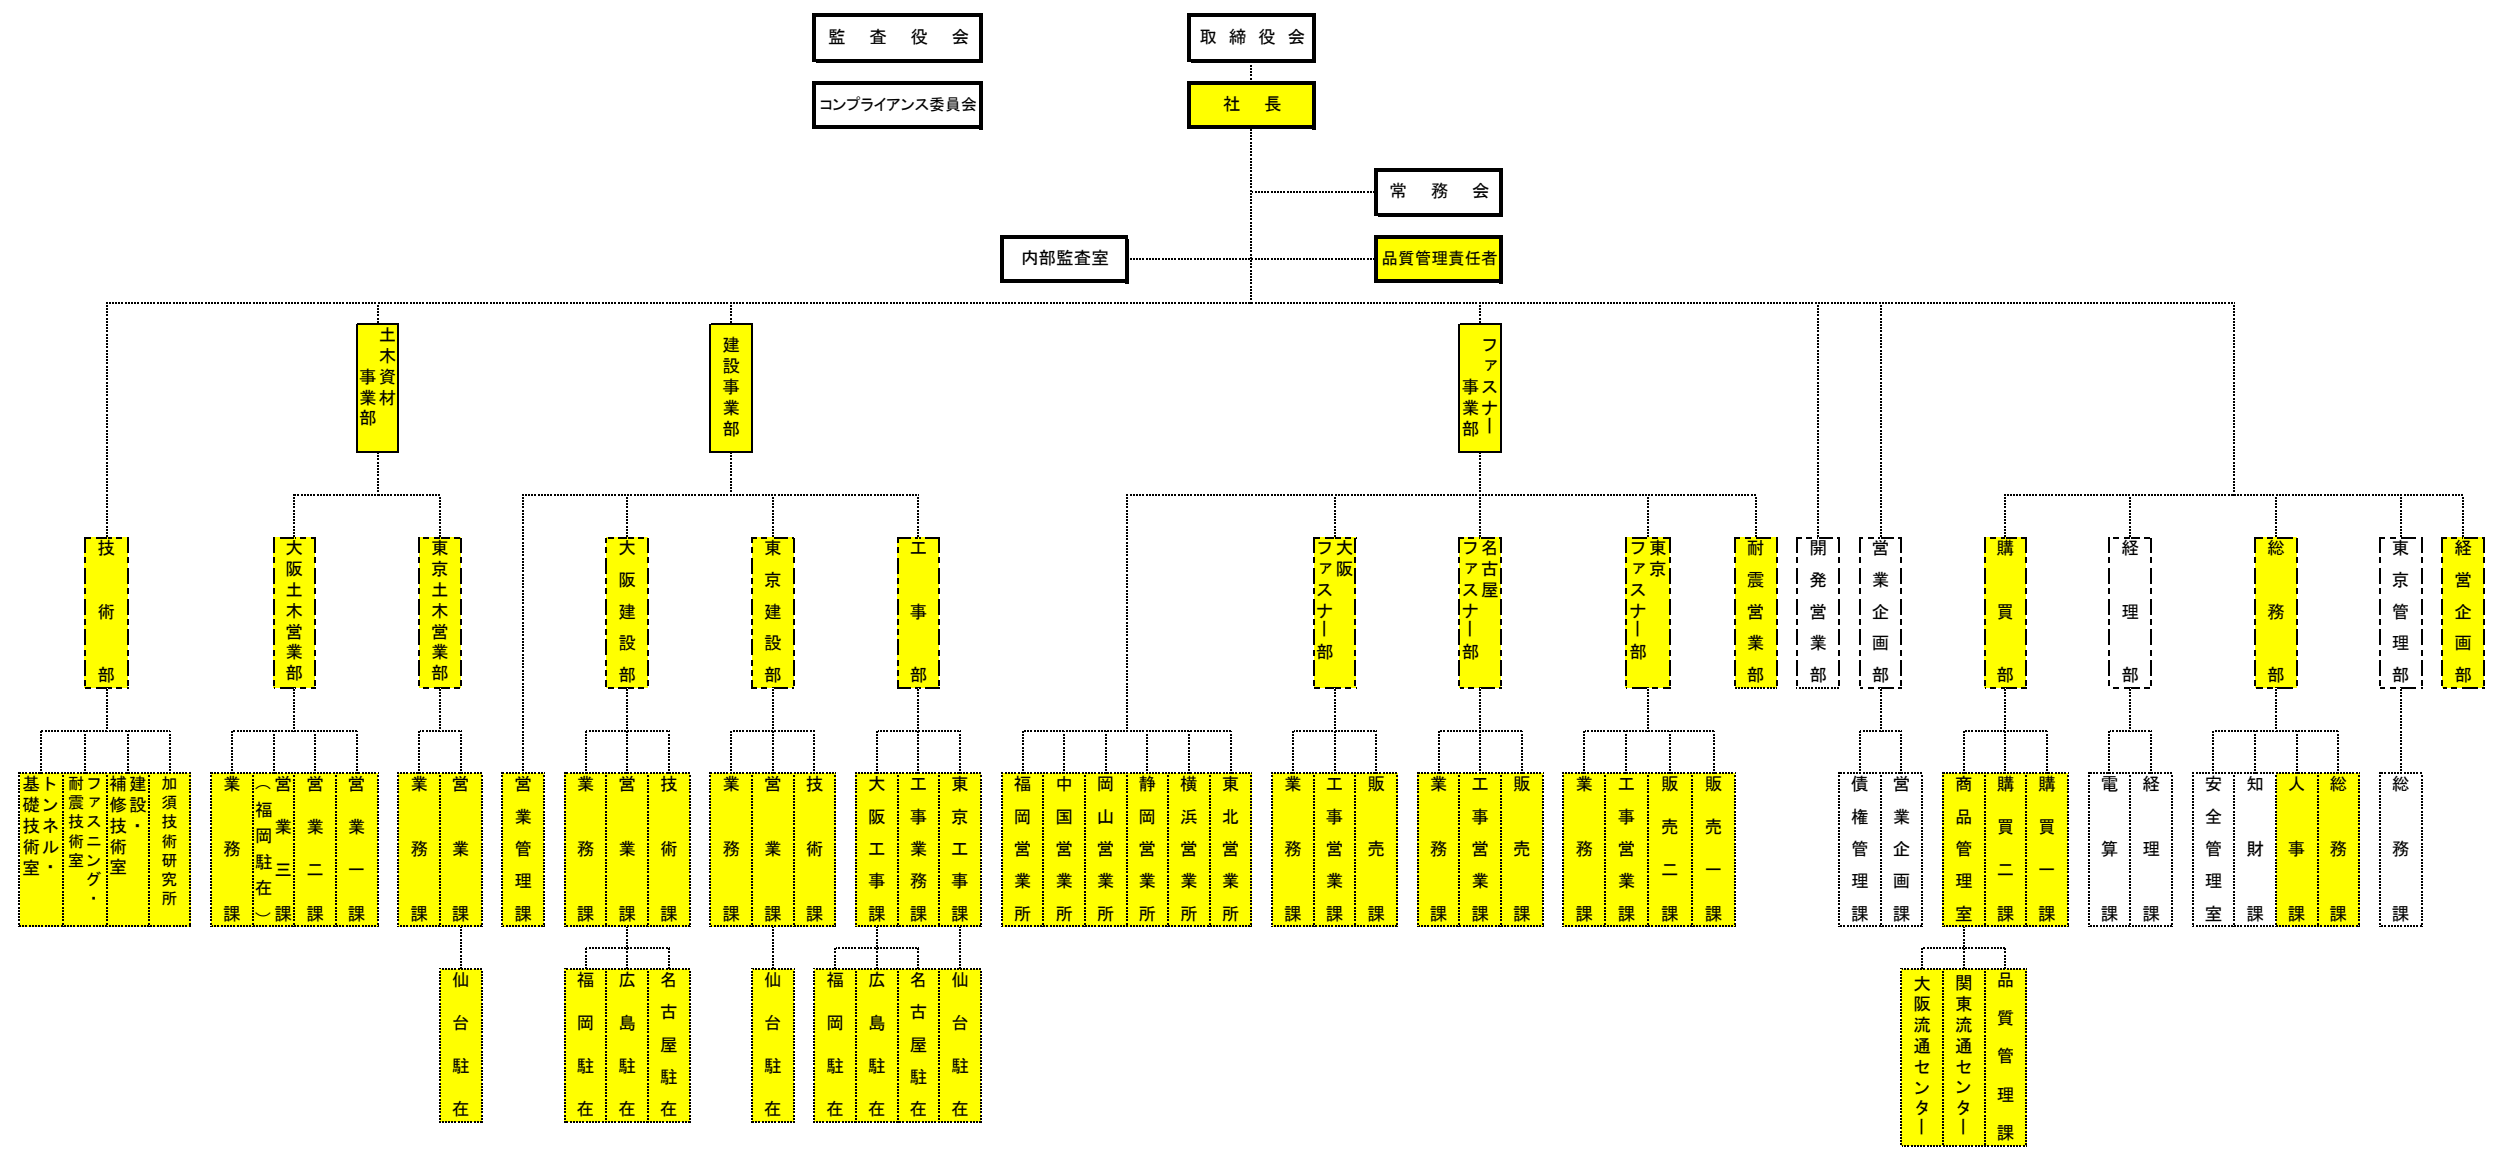 監査役会
取締役会
コンプライアンス委員会
社長
常務会
内部監査室
品質管理責任者
土木資材
事業部
建設事業部
ファスナー
事業部
技術部
大阪土木営業部
東京土木営業部
大阪建設部
東京建設部
工事部
大阪
ファスナー部
名古屋
ファスナー部
東京
ファスナー部
耐震営業部
開発営業部
営業企画部
購買部
経理部
総務部
東京管理部
経営企画部
トンネル・
基礎技術室
ファスニング・
耐震技術室
建設・
補修技術室
加須技術研究所
業務課
営業三課
（福岡駐在）
営業二課
営業一課
業務課
営業課
営業管理課
業務課
営業課
技術課
業務課
営業課
技術課
大阪工事課
工事業務課
東京工事課
福岡営業所
中国営業所
岡山営業所
静岡営業所
横浜営業所
東北営業所
業務課
工事営業課
販売課
業務課
工事営業課
販売課
業務課
工事営業課
販売二課
販売一課
債権管理課
営業企画課
商品管理室
購買二課
購買一課
電算課
経理課
安全管理室
知財課
人事課
総務課
総務課
仙台駐在
福岡駐在
広島駐在
名古屋駐在
仙台駐在
福岡駐在
広島駐在
名古屋駐在
仙台駐在
大阪流通センター
関東流通センター
品質管理課